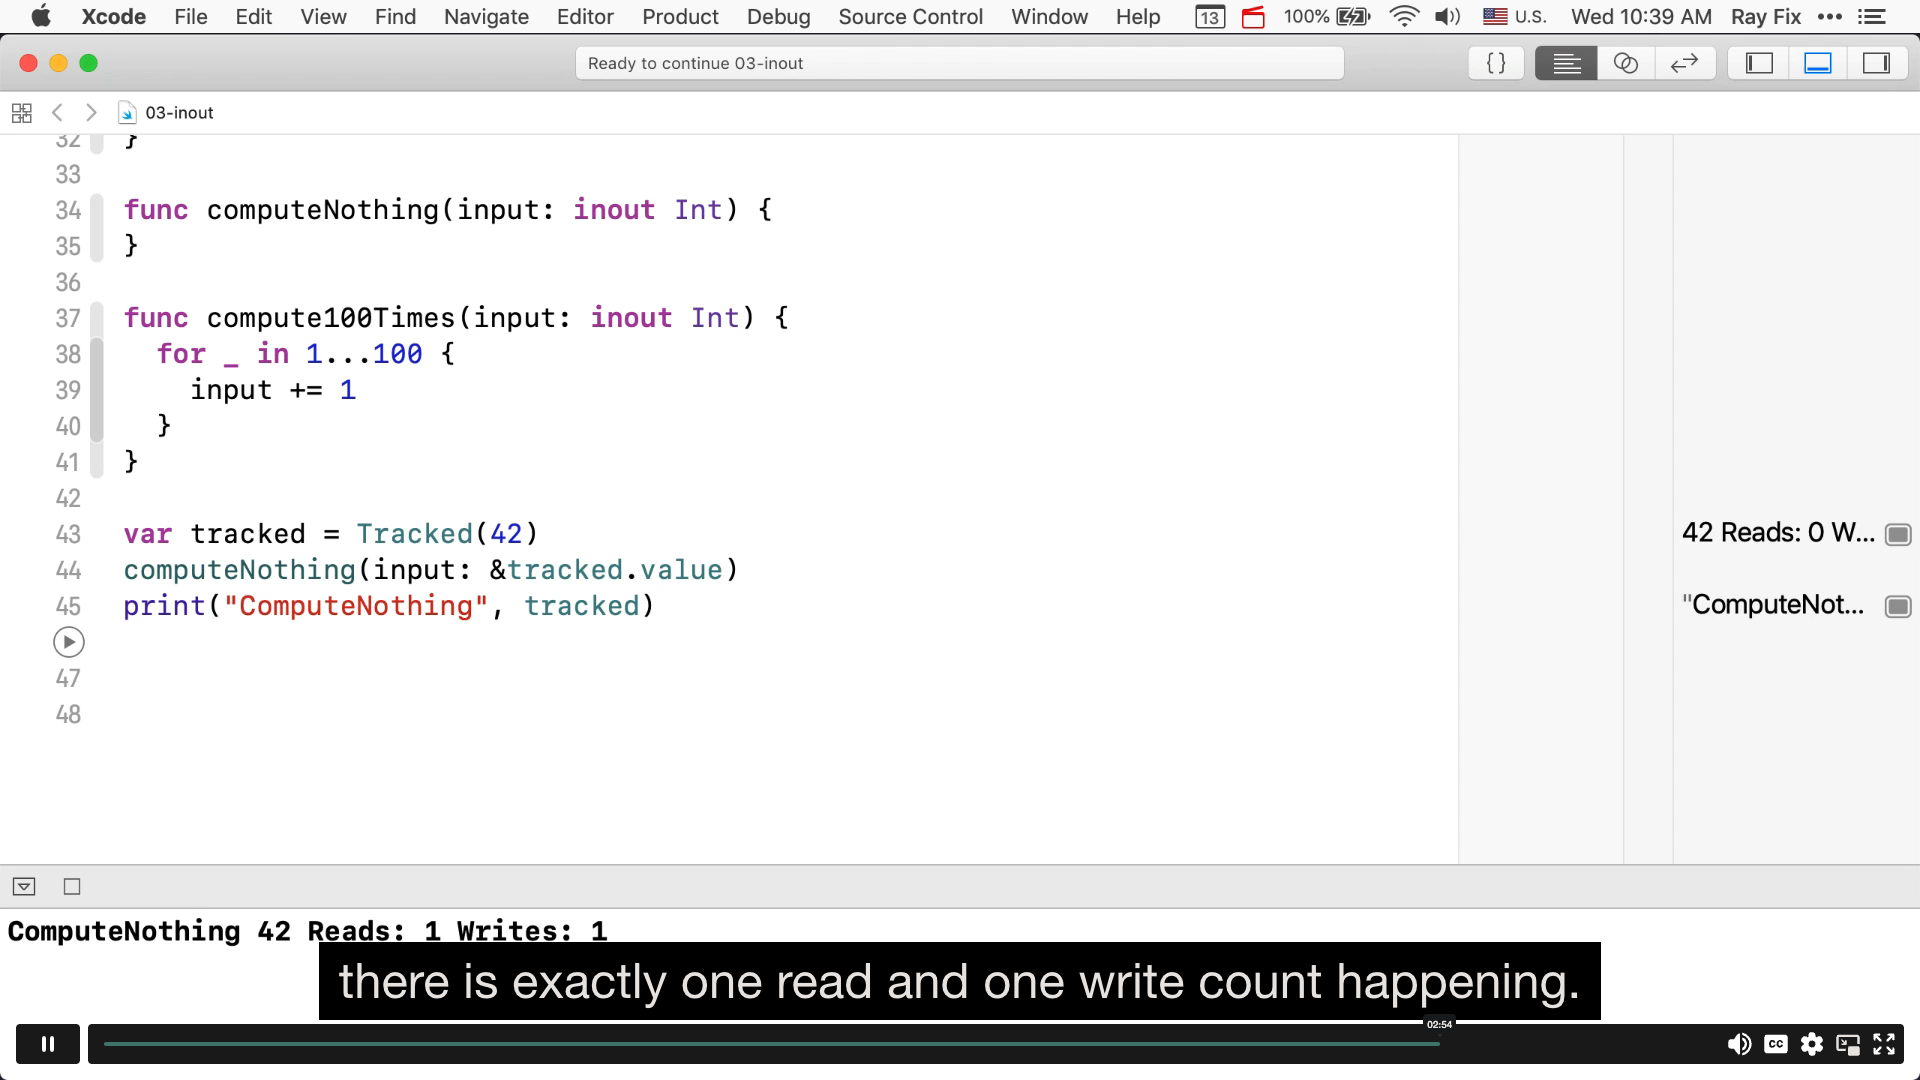 Xcode File Edit View Find Navigate Editor Product Debug Source Control Window Help 13 100% U.S. Wed 10:39 AM Ray Fix
Ready to continue 03-inout
{ }
03-inout
32 }
33
34 func computeNothing(input: inout Int) {
35 }
36
37 func compute100Times(input: inout Int) {
38 for _ in 1...100 {
39 input += 1
40 }
41 }
42
43 var tracked = Tracked(42) 42 Reads: 0 W...
44 computeNothing(input: &tracked.value)
45 print("ComputeNothing", tracked) "ComputeNot...
47
48
ComputeNothing 42 Reads: 1 Writes: 1
there is exactly one read and one write count happening.
02:54
CC